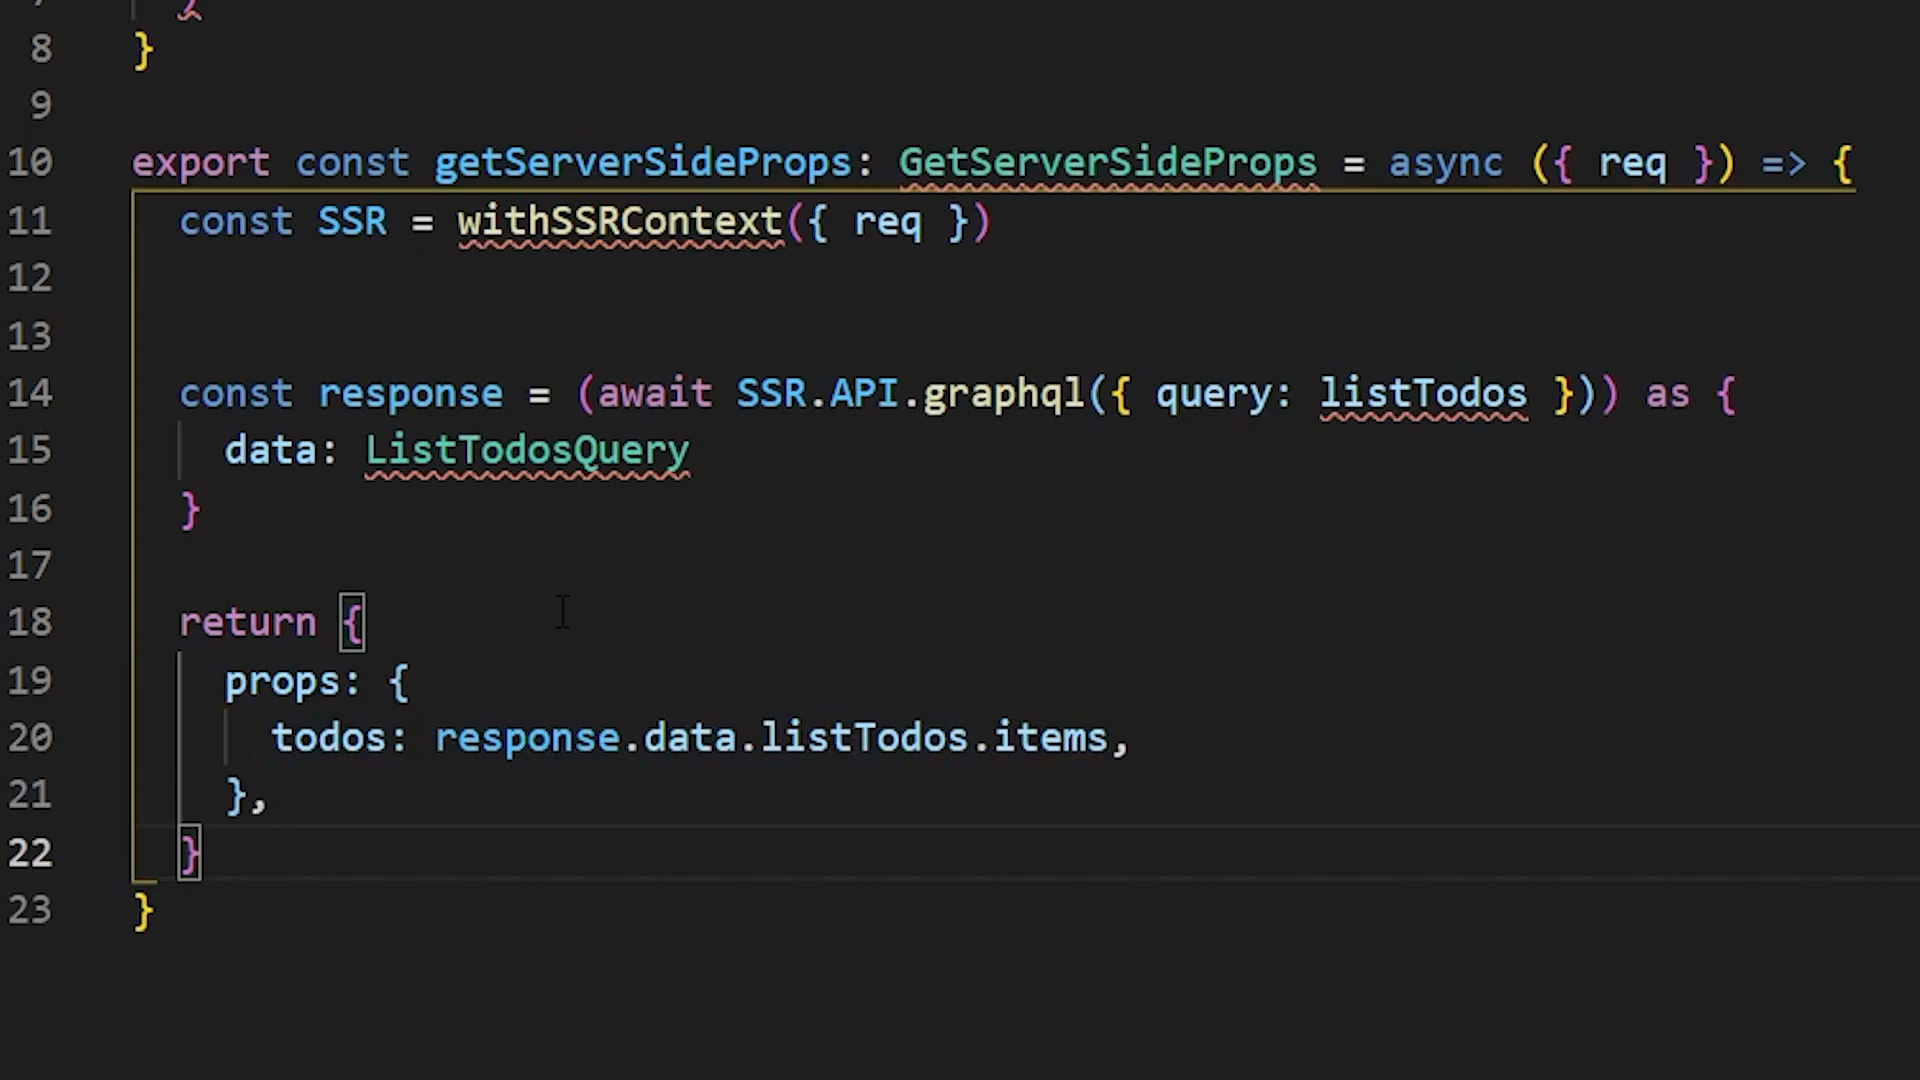 8 }
9
10 export const getServerSideProps: GetServerSideProps = async ({ req }) => {
11 const SSR = withSSRContext({ req })
12
13
14 const response = (await SSR.API.graphql({ query: listTodos })) as {
15 data: ListTodosQuery
16 }
17
18 return {
19 props: {
20 todos: response.data.listTodos.items,
21 },
22 }
23 }